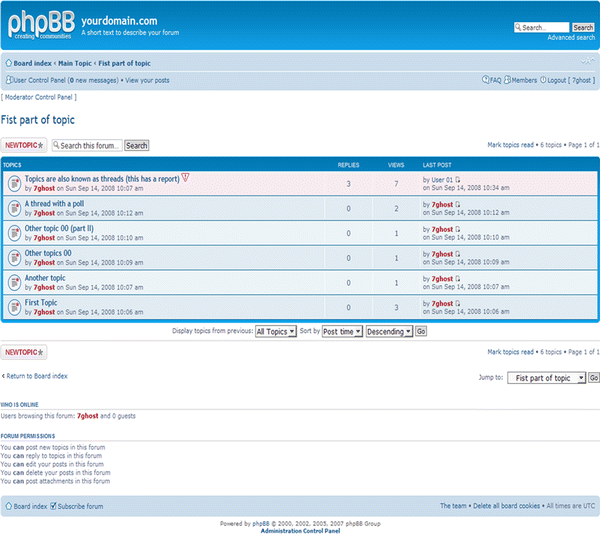 phpBB
creating communities
yourdomain.com
A short text to describe your forum
Search... Search
Advanced search
Board index ‹ Main Topic ‹ Fist part of topic
User Control Panel (0 new messages) • View your posts
FAQ Members Logout [ 7ghost ]
[ Moderator Control Panel ]
Fist part of topic
NEWTOPIC Search this forum... Search
Mark topics read • 6 topics • Page 1 of 1
TOPICS REPLIES VIEWS LAST POST
Topics are also known as threads (this has a report) 3 7 by User 01
by 7ghost on Sun Sep 14, 2008 10:07 am on Sun Sep 14, 2008 10:34 am
A thread with a poll 0 2 by 7ghost
by 7ghost on Sun Sep 14, 2008 10:12 am on Sun Sep 14, 2008 10:12 am
Other topic 00 (part II) 0 1 by 7ghost
by 7ghost on Sun Sep 14, 2008 10:10 am on Sun Sep 14, 2008 10:10 am
Other topics 00 0 1 by 7ghost
by 7ghost on Sun Sep 14, 2008 10:09 am on Sun Sep 14, 2008 10:09 am
Another topic 0 1 by 7ghost
by 7ghost on Sun Sep 14, 2008 10:07 am on Sun Sep 14, 2008 10:07 am
First Topic 0 3 by 7ghost
by 7ghost on Sun Sep 14, 2008 10:06 am on Sun Sep 14, 2008 10:06 am
Display topics from previous: All Topics Sort by Post time Descending Go
NEWTOPIC
Mark topics read • 6 topics • Page 1 of 1
‹ Return to Board index
Jump to: Fist part of topic Go
WHO IS ONLINE
Users browsing this forum: 7ghost and 0 guests
FORUM PERMISSIONS
You can post new topics in this forum
You can reply to topics in this forum
You can edit your posts in this forum
You can delete your posts in this forum
You can post attachments in this forum
Board index Subscribe forum
The team • Delete all board cookies • All times are UTC
Powered by phpBB © 2000, 2002, 2005, 2007 phpBB Group
Administration Control Panel